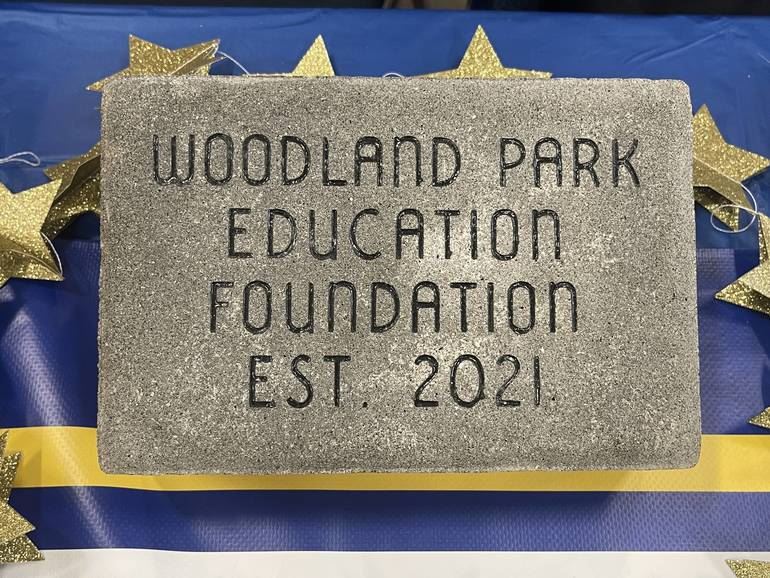 WOODLAND PARK
EDUCATION
FOUNDATION
EST. 2021